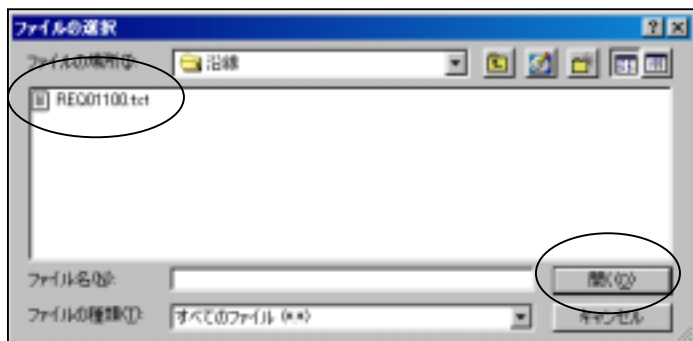 ファイルの選択
ファイルの場所(I):
沿線
REQ01100.txt
ファイル名(N):
開く(O)
ファイルの種類(T):
すべてのファイル (*.*)
キャンセル